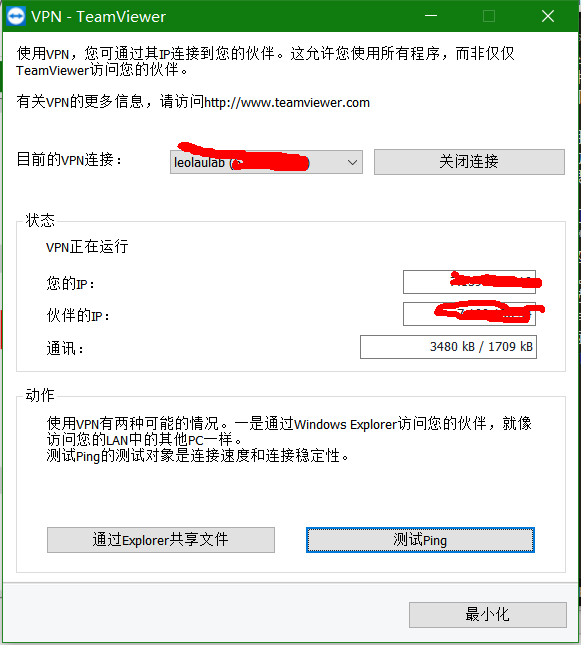 VPN - TeamViewer
使用VPN，您可通过其IP连接到您的伙伴。这允许您使用所有程序，而非仅仅
TeamViewer访问您的伙伴。
有关VPN的更多信息，请访问http://www.teamviewer.com
目前的VPN连接：
leolaulab (
)
关闭连接
状态
VPN正在运行
您的IP：
伙伴的IP：
通讯：
3480 kB / 1709 kB
动作
使用VPN有两种可能的情况。一是通过Windows Explorer访问您的伙伴，就像
访问您的LAN中的其他PC一样。
测试Ping的测试对象是连接速度和连接稳定性。
通过Explorer共享文件
测试Ping
最小化